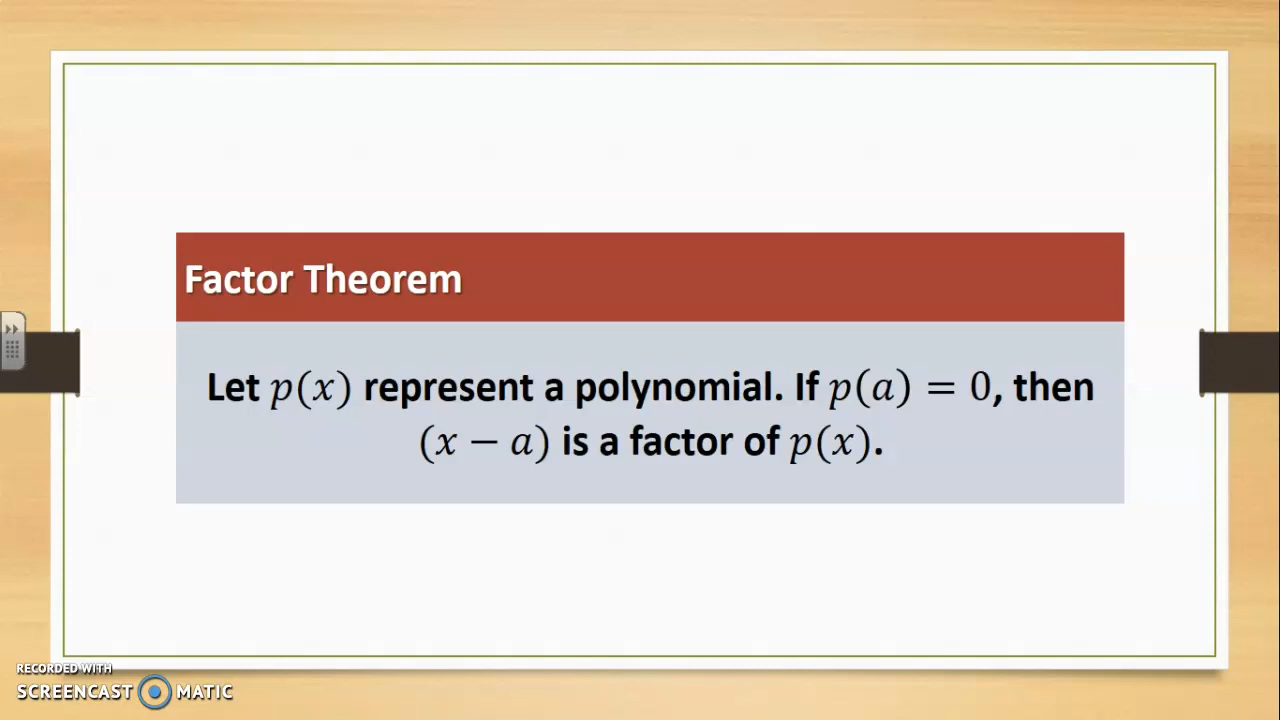 Factor Theorem
Let p(x) represent a polynomial. If p(a) = 0, then
(x − a) is a factor of p(x).
RECORDED WITH
SCREENCAST MATIC